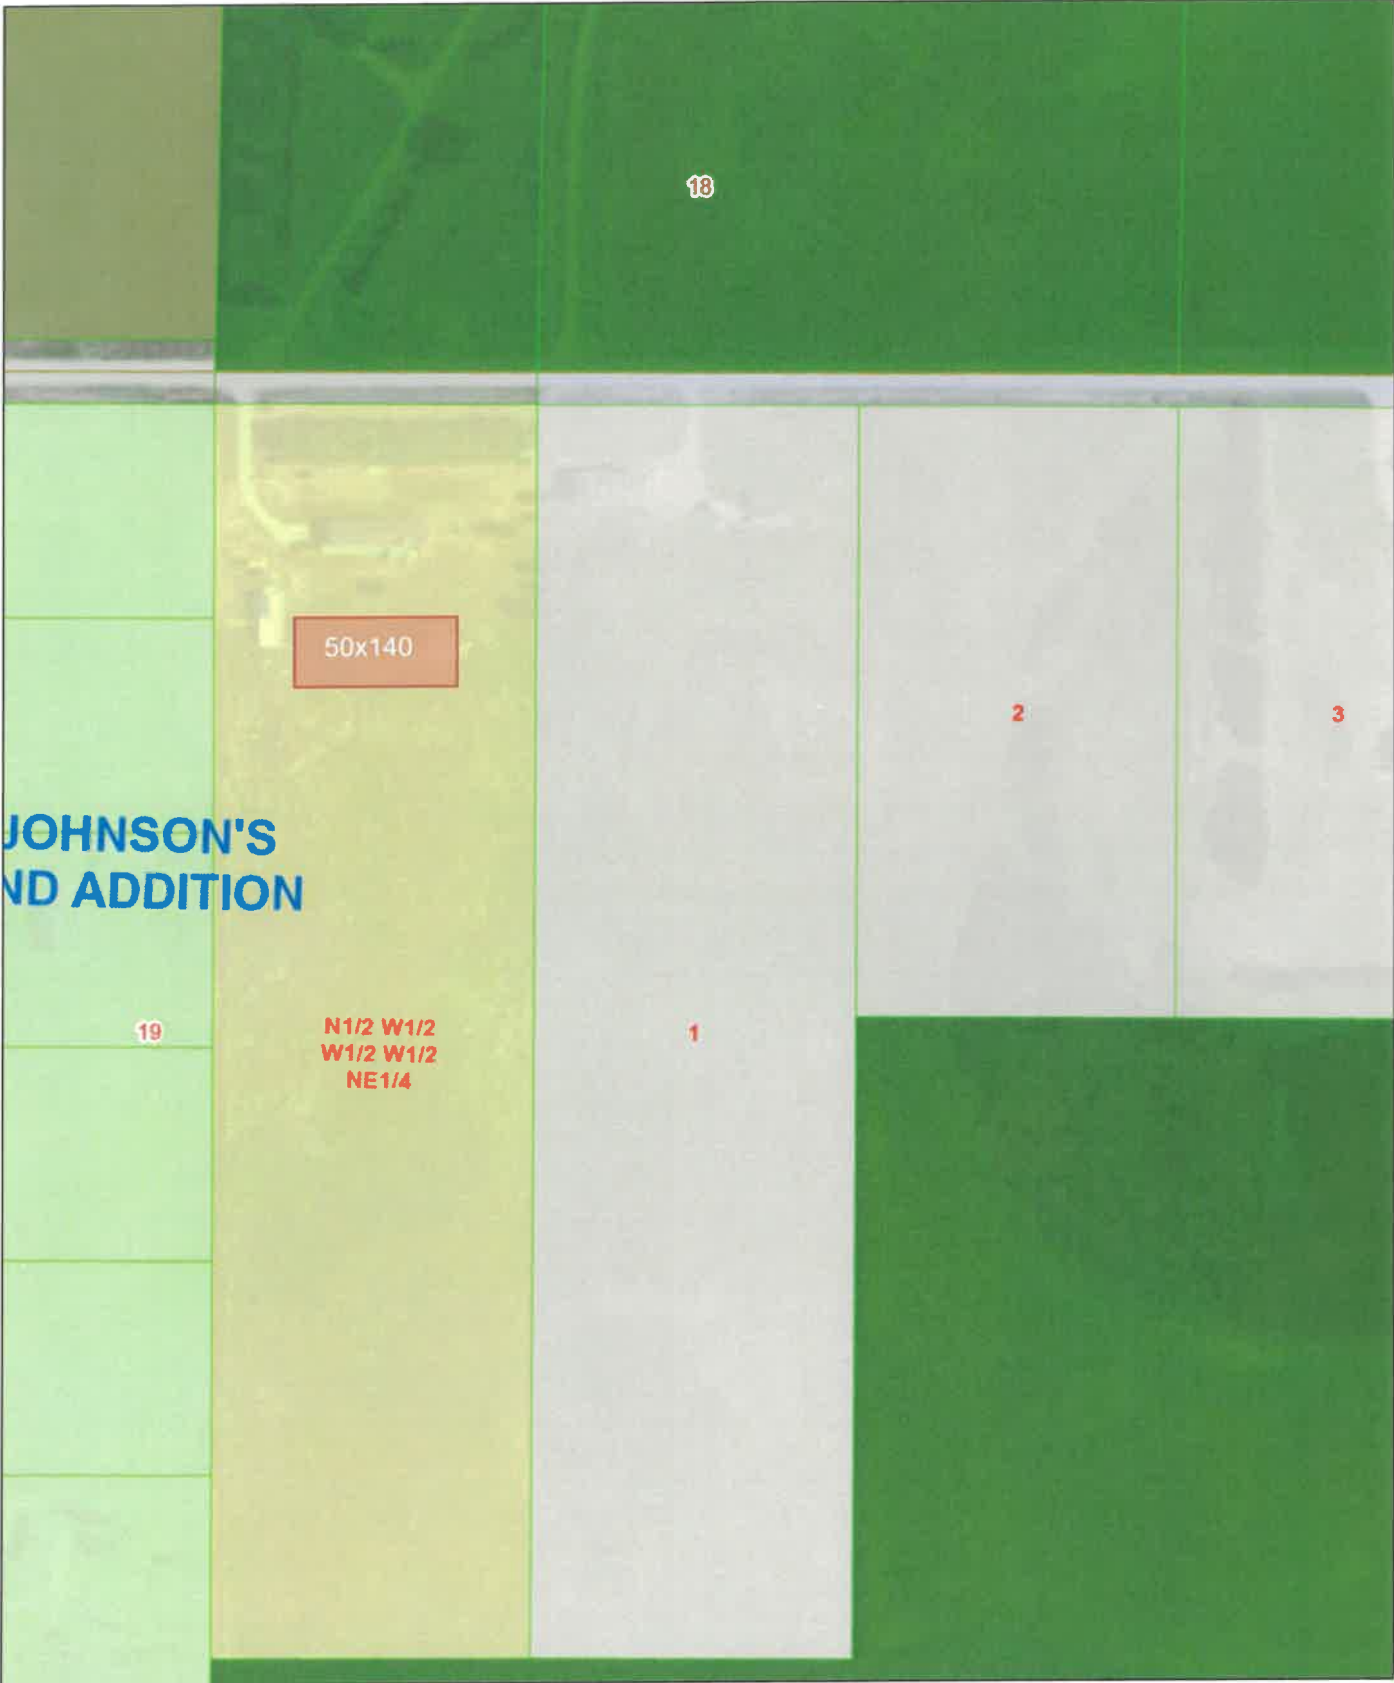 18
50x140
2
3
JOHNSON'S
ND ADDITION
19
N1/2 W1/2
W1/2 W1/2
NE1/4
1